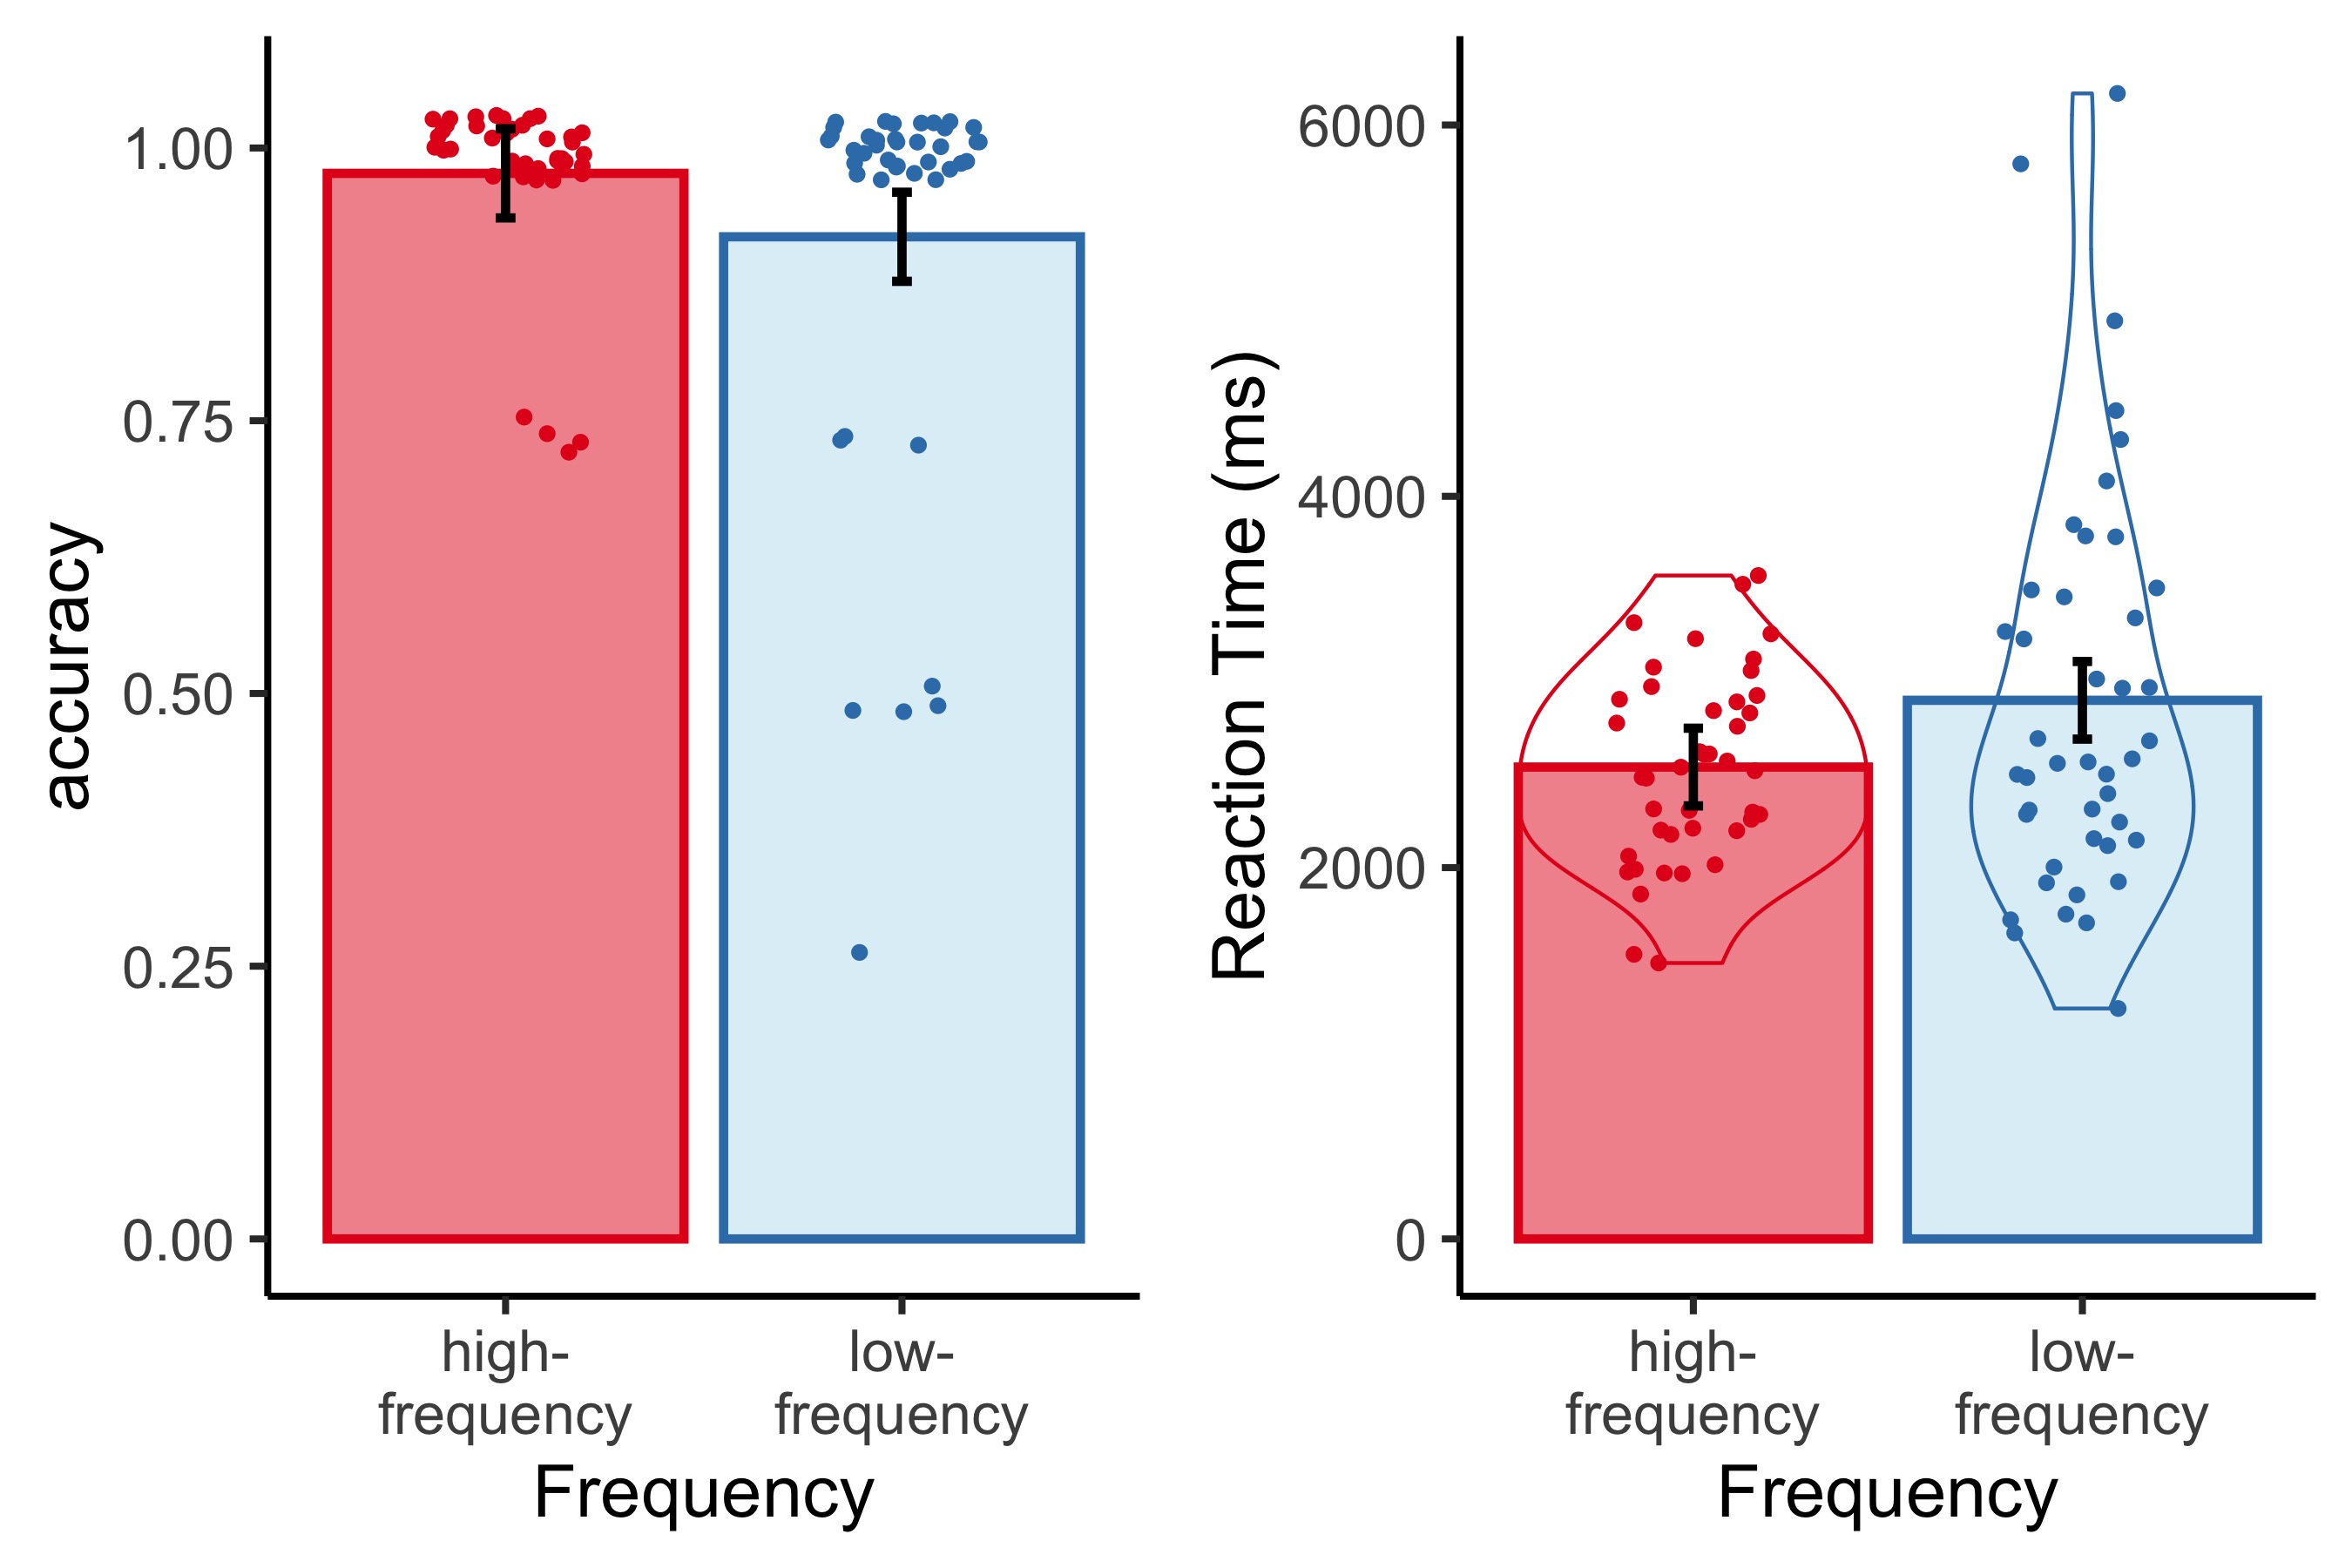 accuracy
1.00
0.75
0.50
0.25
0.00
high-
frequency
low-
frequency
Frequency
Reaction Time (ms)
6000
4000
2000
0
high-
frequency
low-
frequency
Frequency